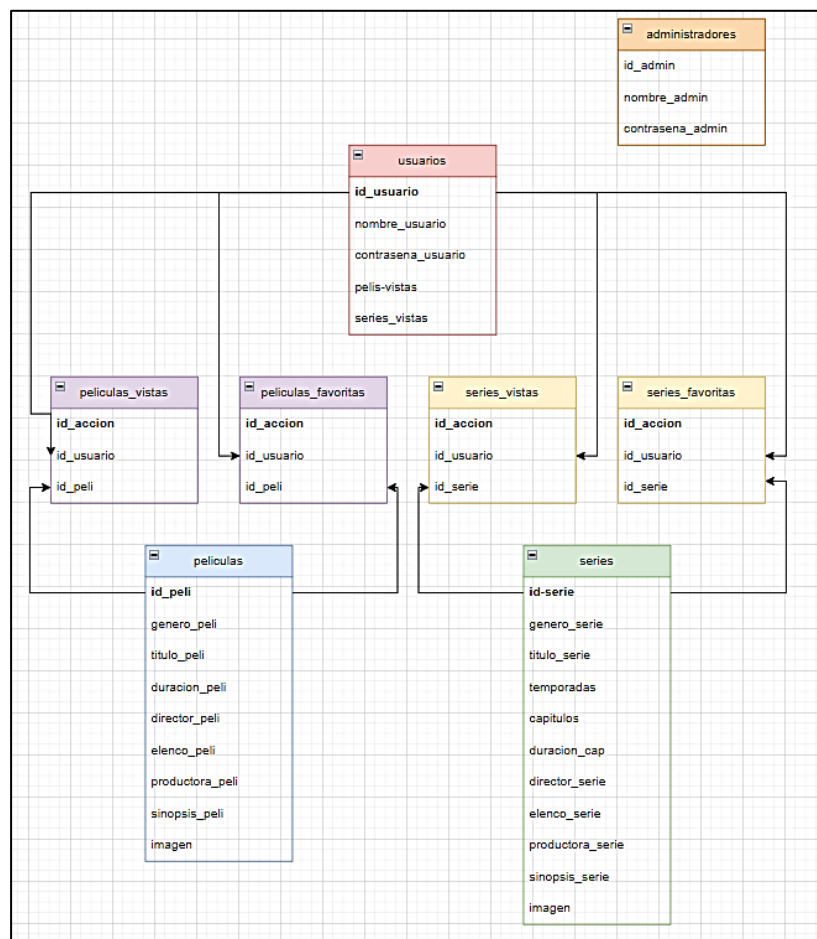 administradores
id_admin
nombre_admin
contrasena_admin
usuarios
id_usuario
nombre_usuario
contrasena_usuario
pelis-vistas
series_vistas
peliculas_vistas
id_accion
id_usuario
id_peli
peliculas_favoritas
id_accion
id_usuario
id_peli
series_vistas
id_accion
id_usuario
id_serie
series_favoritas
id_accion
id_usuario
id_serie
peliculas
id_peli
genero_peli
titulo_peli
duracion_peli
director_peli
elenco_peli
productora_peli
sinopsis_peli
imagen
series
id-serie
genero_serie
titulo_serie
temporadas
capitulos
duracion_cap
director_serie
elenco_serie
productora_serie
sinopsis_serie
imagen